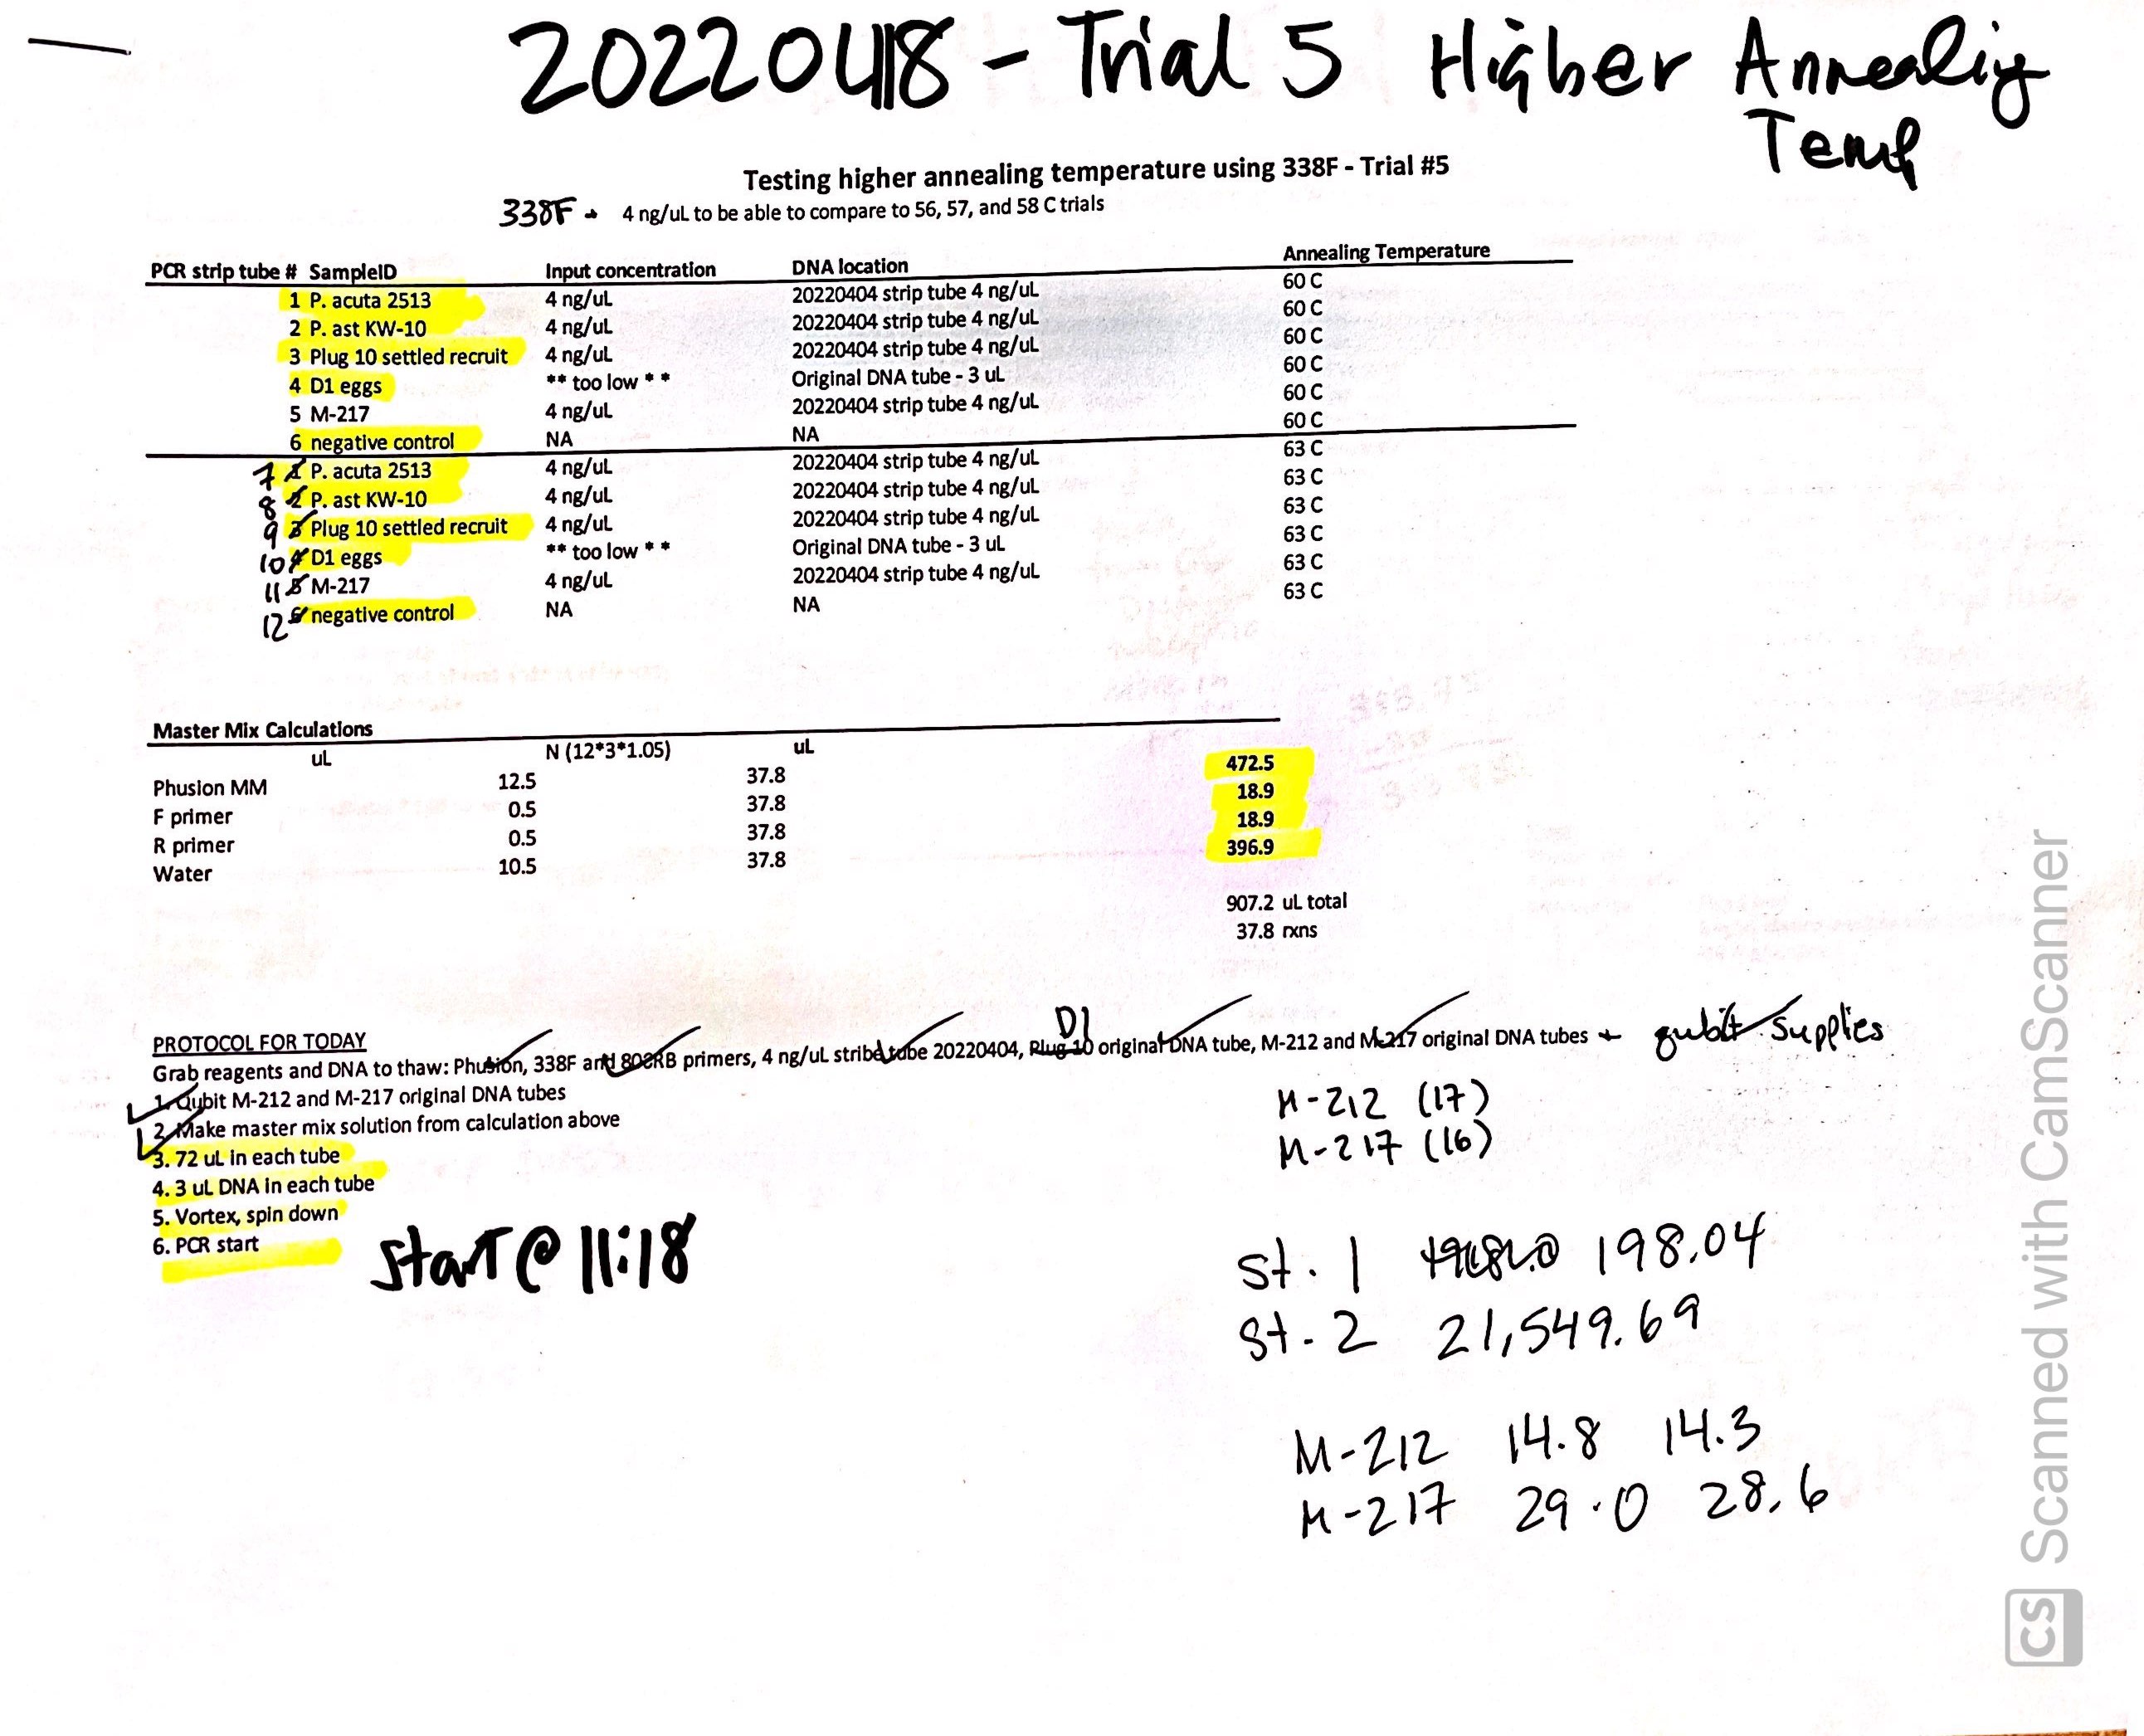 20220418 - Trial 5 Higher Annealig
Temp
Testing higher annealing temperature using 338F - Trial #5
338F → 4 ng/uL to be able to compare to 56, 57, and 58 C trials
PCR strip tube # SampleID Input concentration DNA location Annealing Temperature
1 P. acuta 2513 4 ng/uL 20220404 strip tube 4 ng/uL 60 C
2 P. ast KW-10 4 ng/uL 20220404 strip tube 4 ng/uL 60 C
3 Plug 10 settled recruit 4 ng/uL 20220404 strip tube 4 ng/uL 60 C
4 D1 eggs ** too low ** Original DNA tube - 3 uL 60 C
5 M-217 4 ng/uL 20220404 strip tube 4 ng/uL 60 C
6 negative control NA NA 60 C
7 1 P. acuta 2513 4 ng/uL 20220404 strip tube 4 ng/uL 63 C
8 2 P. ast KW-10 4 ng/uL 20220404 strip tube 4 ng/uL 63 C
9 3 Plug 10 settled recruit 4 ng/uL 20220404 strip tube 4 ng/uL 63 C
10 4 D1 eggs ** too low ** Original DNA tube - 3 uL 63 C
11 5 M-217 4 ng/uL 20220404 strip tube 4 ng/uL 63 C
12 6 negative control NA NA 63 C
Master Mix Calculations
uL N (12*3*1.05) uL
Phusion MM 12.5 37.8 472.5
F primer 0.5 37.8 18.9
R primer 0.5 37.8 18.9
Water 10.5 37.8 396.9
907.2 uL total
37.8 rxns
PROTOCOL FOR TODAY
D1
Grab reagents and DNA to thaw: Phusion, 338F and 806RB primers, 4 ng/uL stribe tube 20220404, Plug 10 original DNA tube, M-212 and M-217 original DNA tubes + qubit supplies
1. Qubit M-212 and M-217 original DNA tubes
2. Make master mix solution from calculation above
3. 72 uL in each tube
4. 3 uL DNA in each tube
5. Vortex, spin down
6. PCR start
Start @ 11:18
M-212 (17)
M-217 (16)
St. 1 198.04
St. 2 21,549.69
M-212 14.8 14.3
M-217 29.0 28.6
CS Scanned with CamScanner